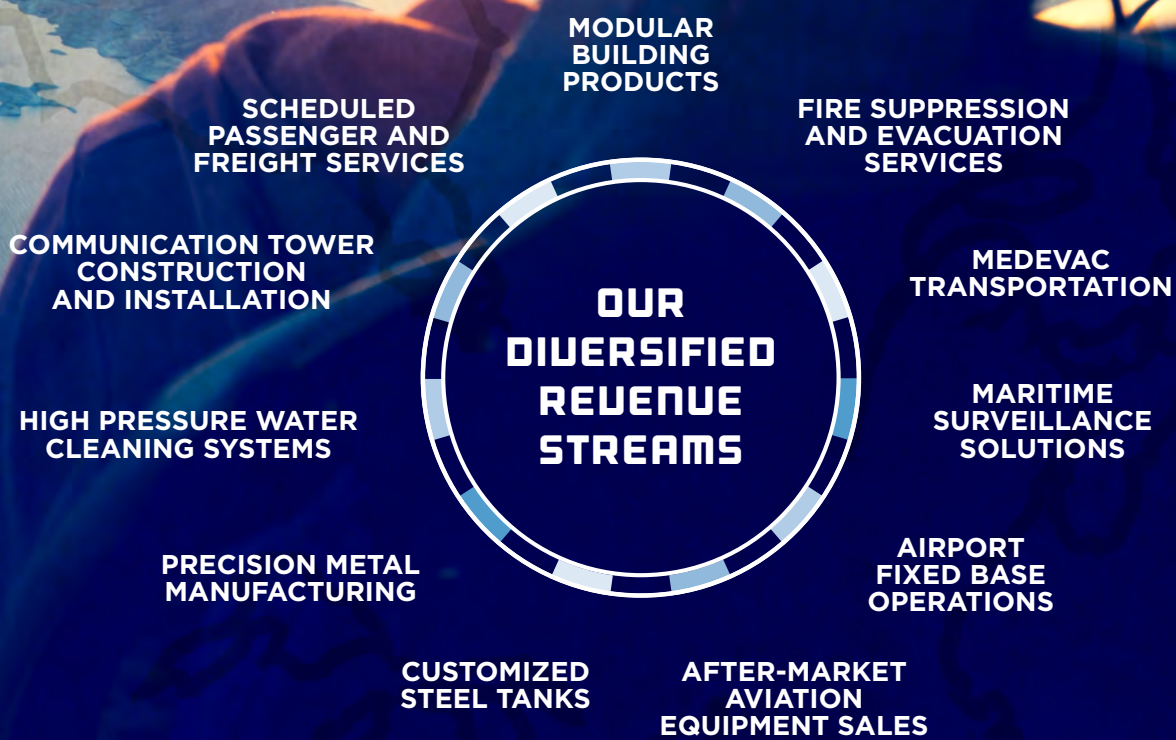 MODULAR
BUILDING
PRODUCTS
FIRE SUPPRESSION
AND EVACUATION
SERVICES
MEDEVAC
TRANSPORTATION
MARITIME
SURVEILLANCE
SOLUTIONS
AIRPORT
FIXED BASE
OPERATIONS
AFTER-MARKET
AVIATION
EQUIPMENT SALES
CUSTOMIZED
STEEL TANKS
PRECISION METAL
MANUFACTURING
HIGH PRESSURE WATER
CLEANING SYSTEMS
COMMUNICATION TOWER
CONSTRUCTION
AND INSTALLATION
SCHEDULED
PASSENGER AND
FREIGHT SERVICES
OUR
DIVERSIFIED
REVENUE
STREAMS